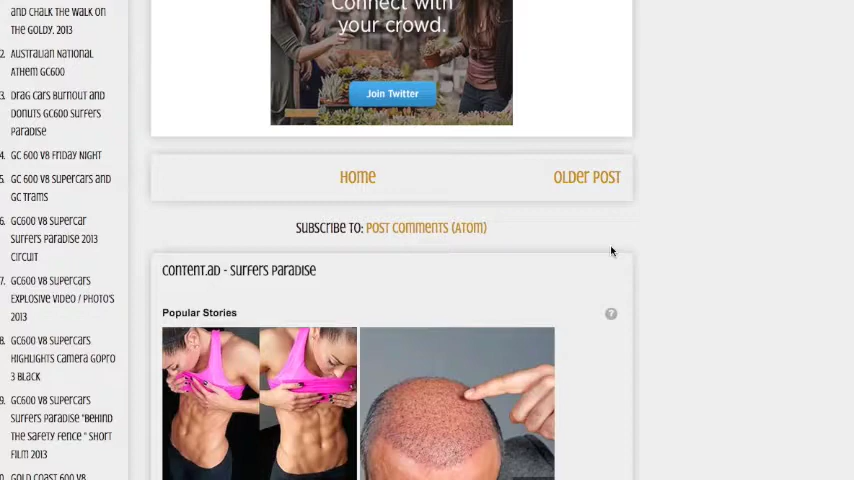 and Chalk the walk on
the Goldy. 2013
2. Australian National
Athem GC600
3. Drag Cars Burnout and
Donuts GC600 Surfers
Paradise
4. GC 600 V8 Friday Night
5. GC 600 V8 Supercars and
GC Trams
6. GC600 V8 Supercar
Surfers Paradise 2013
Circuit
7. GC600 V8 Supercars
Explosive Video / Photo's
2013
8. GC600 V8 Supercars
Highlights Camera GoPro
3 Black
9. GC600 V8 Supercars
Surfers Paradise "Behind
the Safety Fence " Short
Film 2013
Gold Coast 600 V8
Connect with
your crowd.
Join Twitter
Home
Older Post
Subscribe to: Post Comments (Atom)
Content.ad - Surfers Paradise
Popular Stories
?